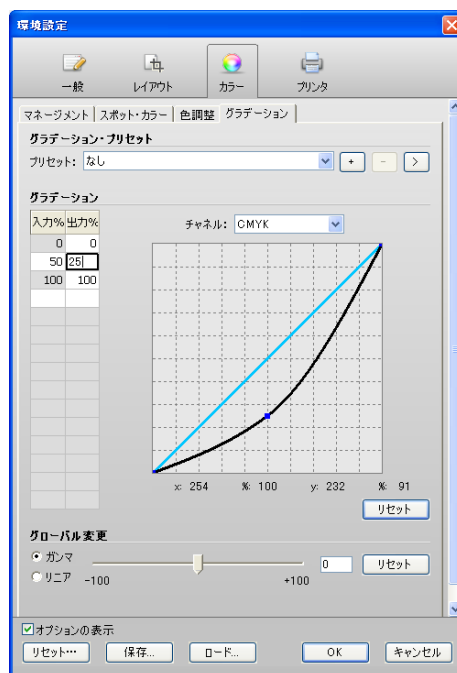 環境設定
一般 レイアウト カラー プリンタ
マネージメント スポット・カラー 色調整 グラデーション
グラデーション・プリセット
プリセット: なし + - >
グラデーション
入力% 出力% チャネル: CMYK
0 0
50 25
100 100
x: 254 %: 100 y: 232 %: 91
リセット
グローバル変更
ガンマ 0 リセット
リニア -100 +100
オプションの表示
リセット… 保存... ロード... OK キャンセル